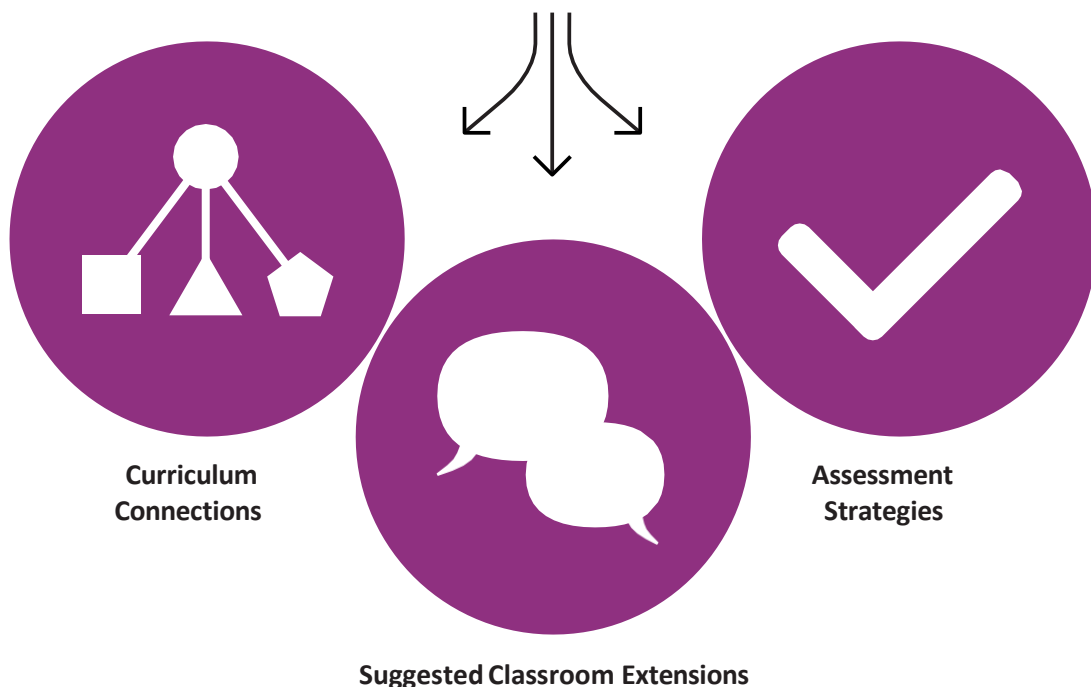 Curriculum
Connections
Assessment
Strategies
Suggested Classroom Extensions